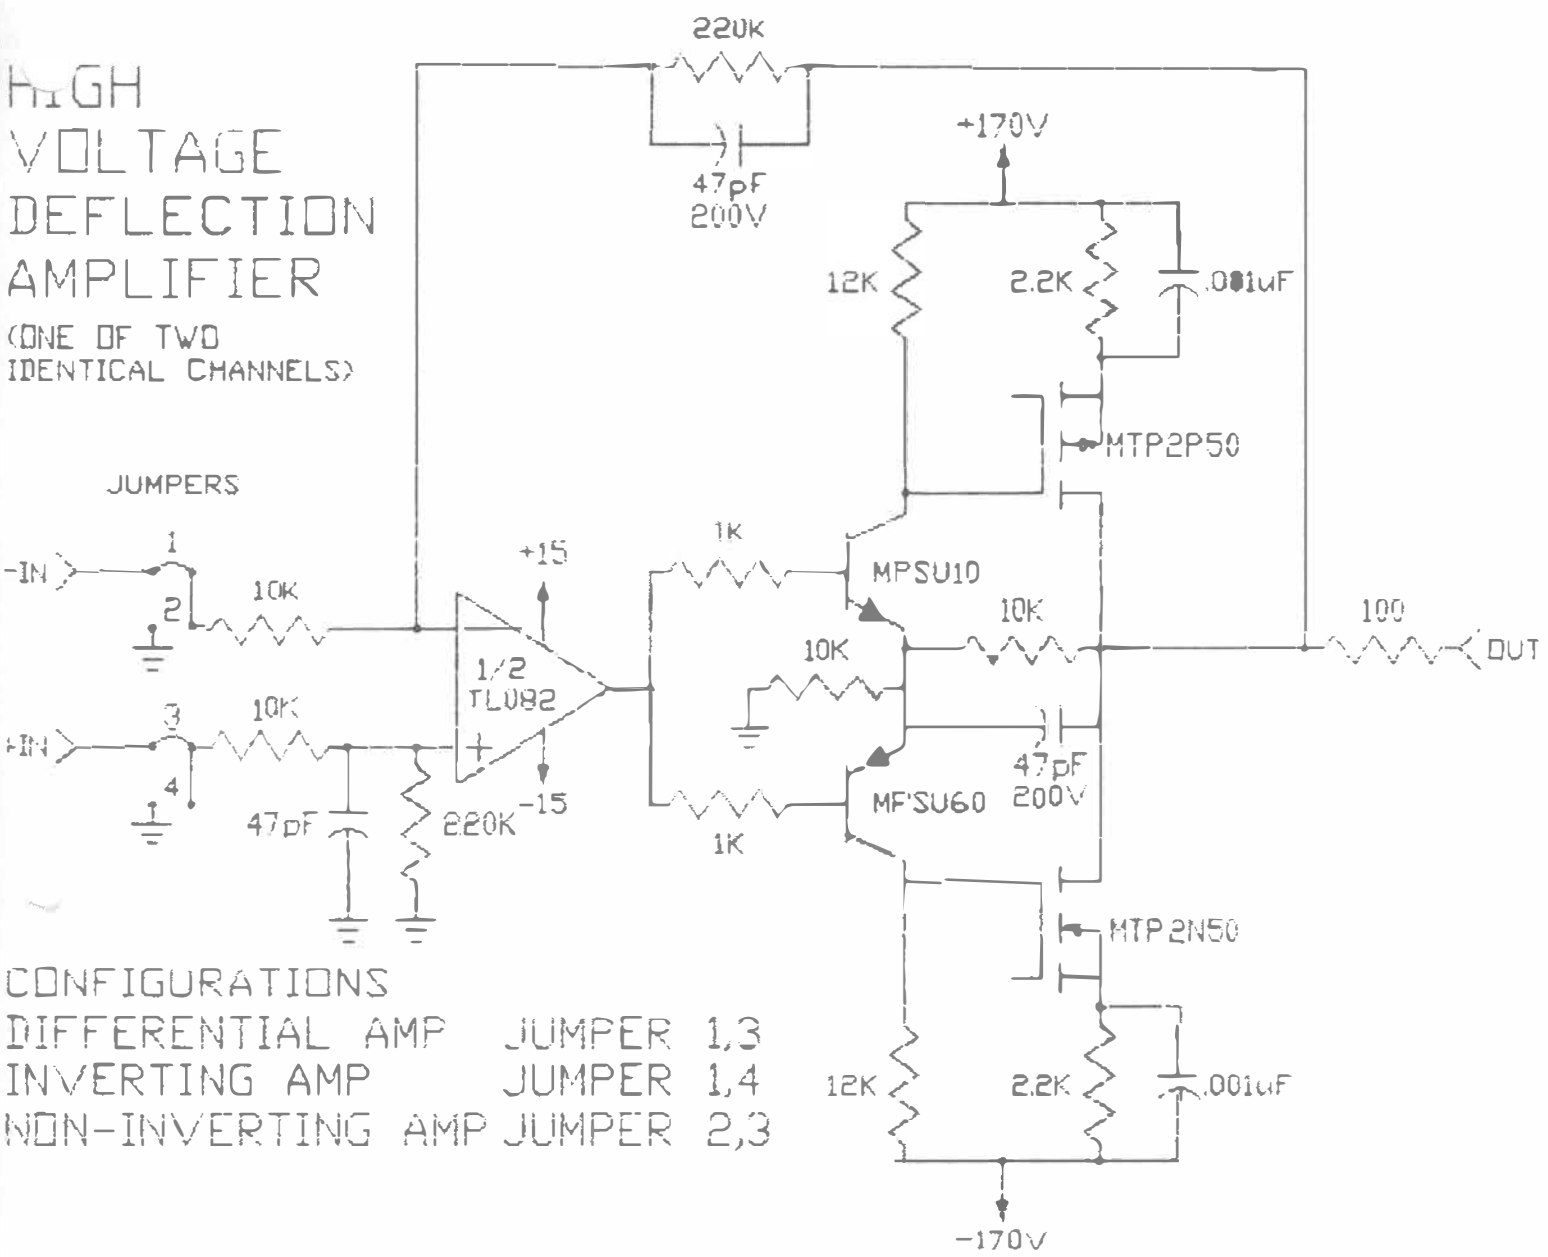 HIGH
VOLTAGE
DEFLECTION
AMPLIFIER
(ONE OF TWO
IDENTICAL CHANNELS)
220K
47pF
200V
+170V
12K
2.2K
.001uF
MTP2P50
JUMPERS
-IN
1
2
10K
+15
1/2
TL082
-15
1K
MPSU10
10K
10K
100
OUT
+IN
3
4
10K
47pF
220K
1K
MPSU60
47pF
200V
MTP2N50
12K
2.2K
.001uF
-170V
CONFIGURATIONS
DIFFERENTIAL AMP JUMPER 1,3
INVERTING AMP JUMPER 1,4
NON-INVERTING AMP JUMPER 2,3